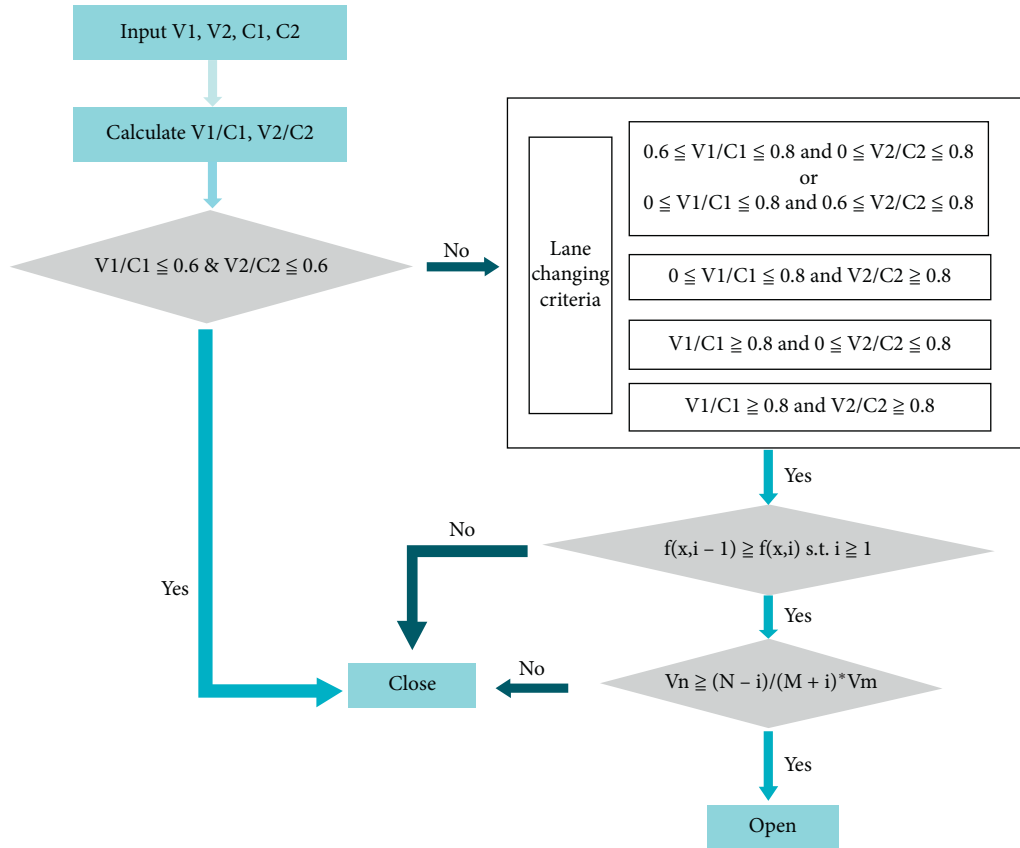 Input V1, V2, C1, C2
Calculate V1/C1, V2/C2
V1/C1 ≦ 0.6 & V2/C2 ≦ 0.6
No
Lane
changing
criteria
0.6 ≦ V1/C1 ≦ 0.8 and 0 ≦ V2/C2 ≦ 0.8
or
0 ≦ V1/C1 ≦ 0.8 and 0.6 ≦ V2/C2 ≦ 0.8
0 ≦ V1/C1 ≦ 0.8 and V2/C2 ≧ 0.8
V1/C1 ≧ 0.8 and 0 ≦ V2/C2 ≦ 0.8
V1/C1 ≧ 0.8 and V2/C2 ≧ 0.8
Yes
f(x,i – 1) ≧ f(x,i) s.t. i ≧ 1
No
Yes
Yes
Vn ≧ (N – i)/(M + i)*Vm
No
Close
Yes
Open